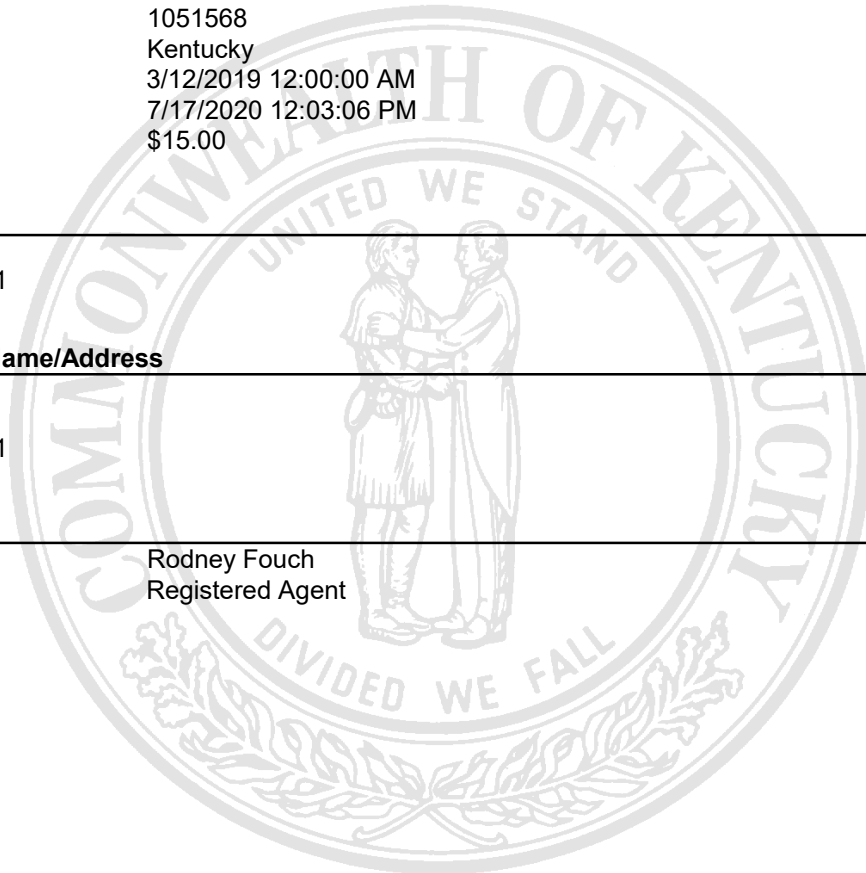 1051568
Kentucky
3/12/2019 12:00:00 AM
7/17/2020 12:03:06 PM
$15.00
COMMONWEALTH OF KENTUCKY
UNITED WE STAND
1
ame/Address
1
Rodney Fouch
Registered Agent
DIVIDED WE FALL